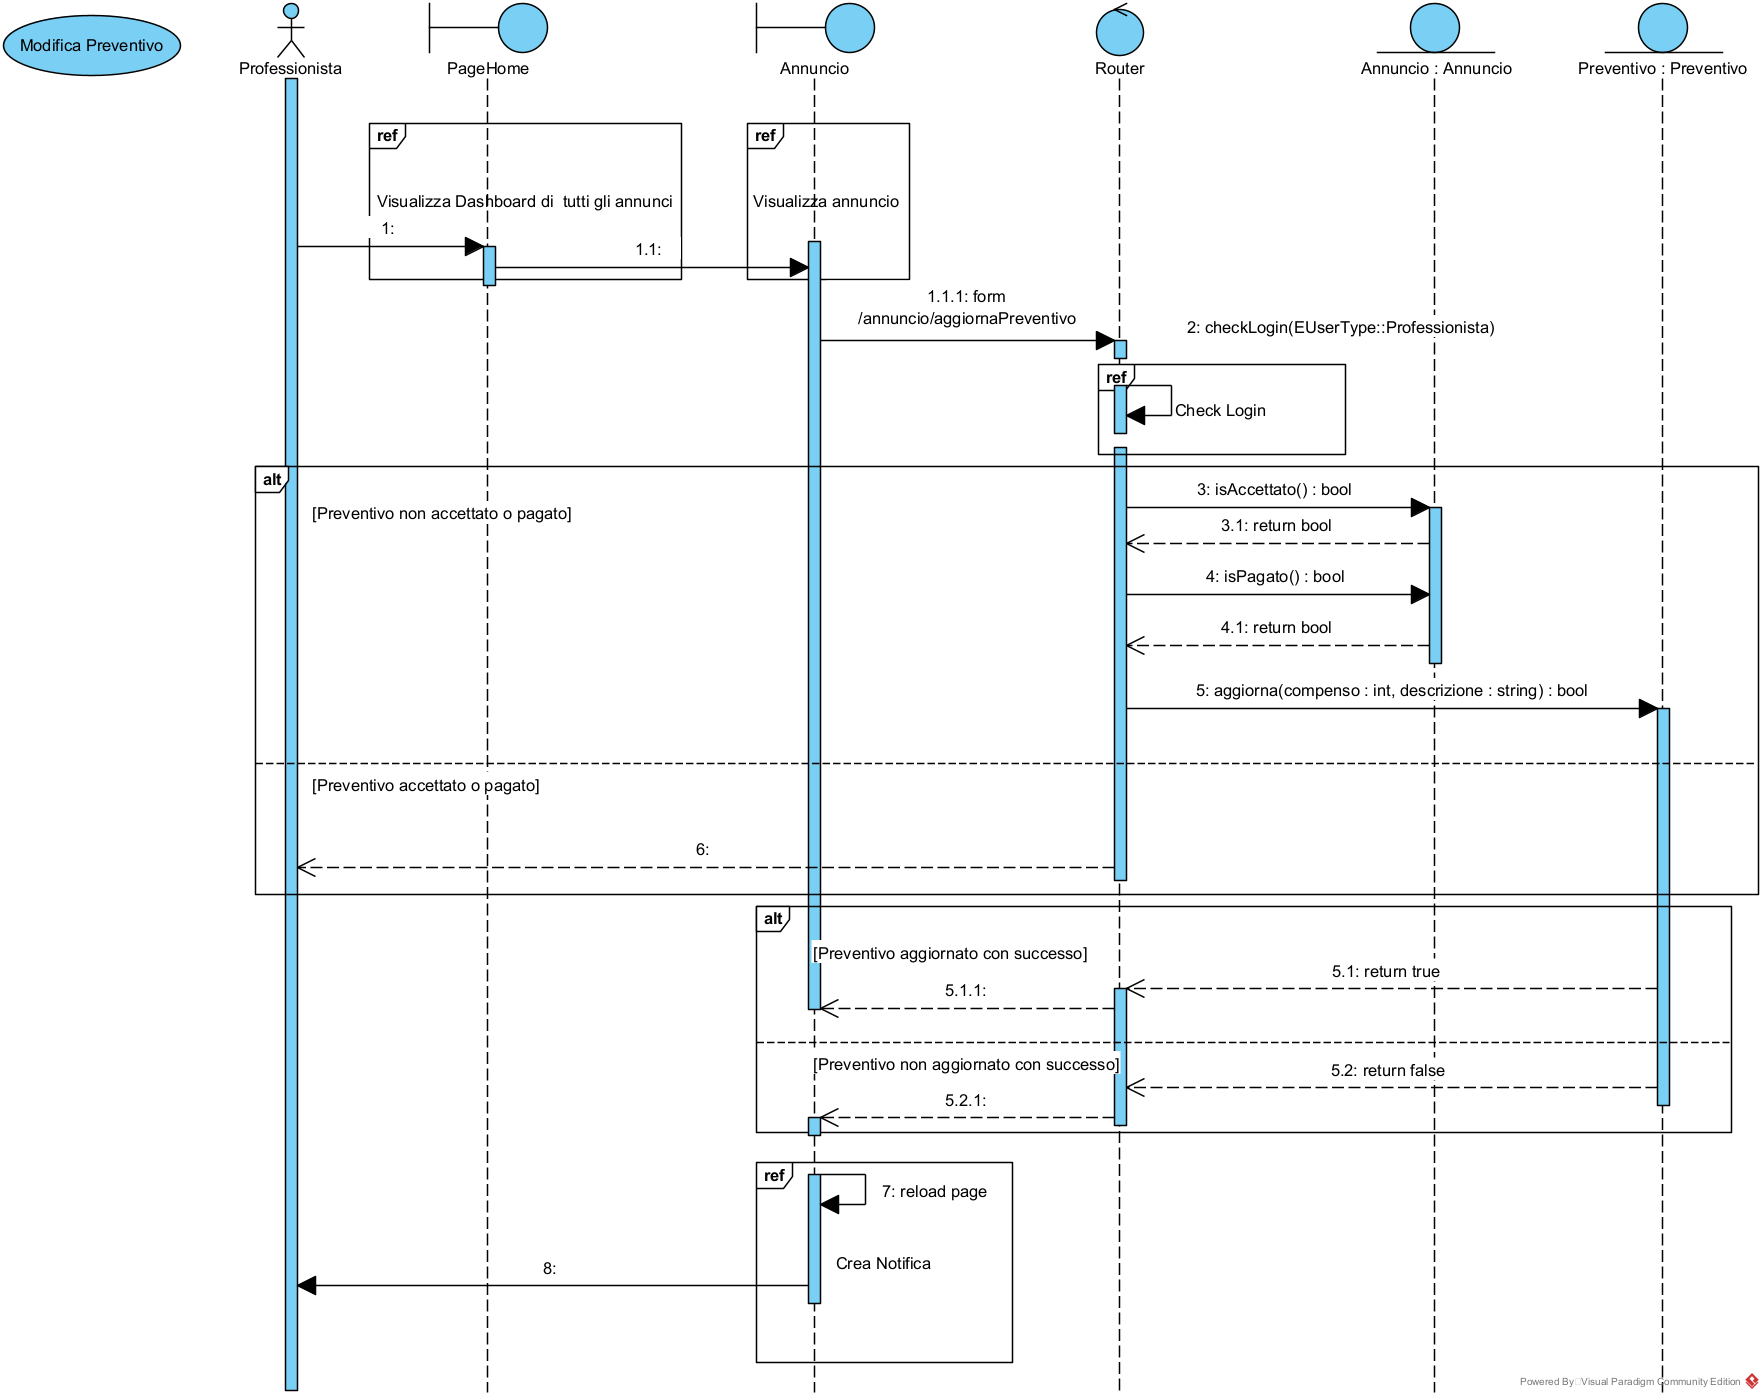 Modifica Preventivo
Professionista
PageHome
Annuncio
Router
Annuncio : Annuncio
Preventivo : Preventivo
ref
Visualizza Dashboard di  tutti gli annunci
ref
Visualizza annuncio
1:
1.1:
1.1.1: form
/annuncio/aggiornaPreventivo
2: checkLogin(EUserType::Professionista)
ref
Check Login
alt
[Preventivo non accettato o pagato]
3: isAccettato() : bool
3.1: return bool
4: isPagato() : bool
4.1: return bool
5: aggiorna(compenso : int, descrizione : string) : bool
[Preventivo accettato o pagato]
6:
alt
[Preventivo aggiornato con successo]
5.1: return true
5.1.1:
[Preventivo non aggiornato con successo]
5.2: return false
5.2.1:
ref
7: reload page
Crea Notifica
8:
Powered By Visual Paradigm Community Edition